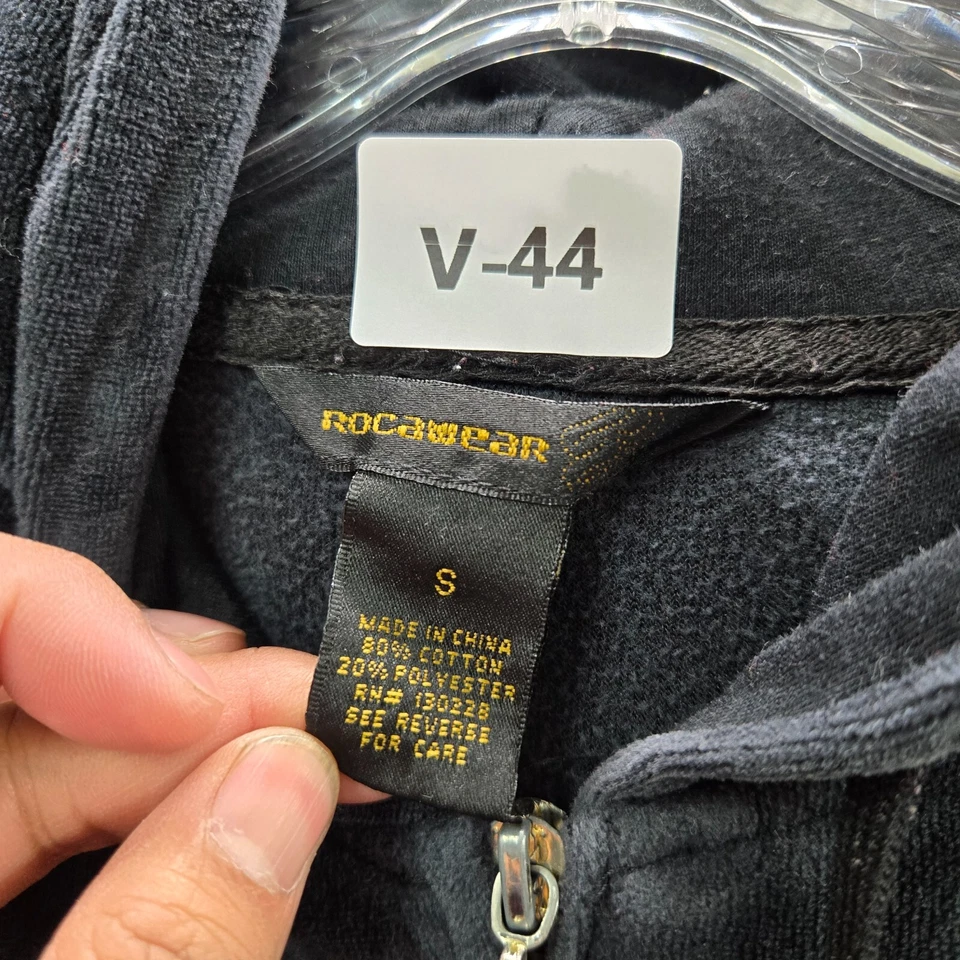 V-44
ROCAWEAR
S
MADE IN CHINA
80% COTTON
20% POLYESTER
RN# 130228
SEE REVERSE
FOR CARE